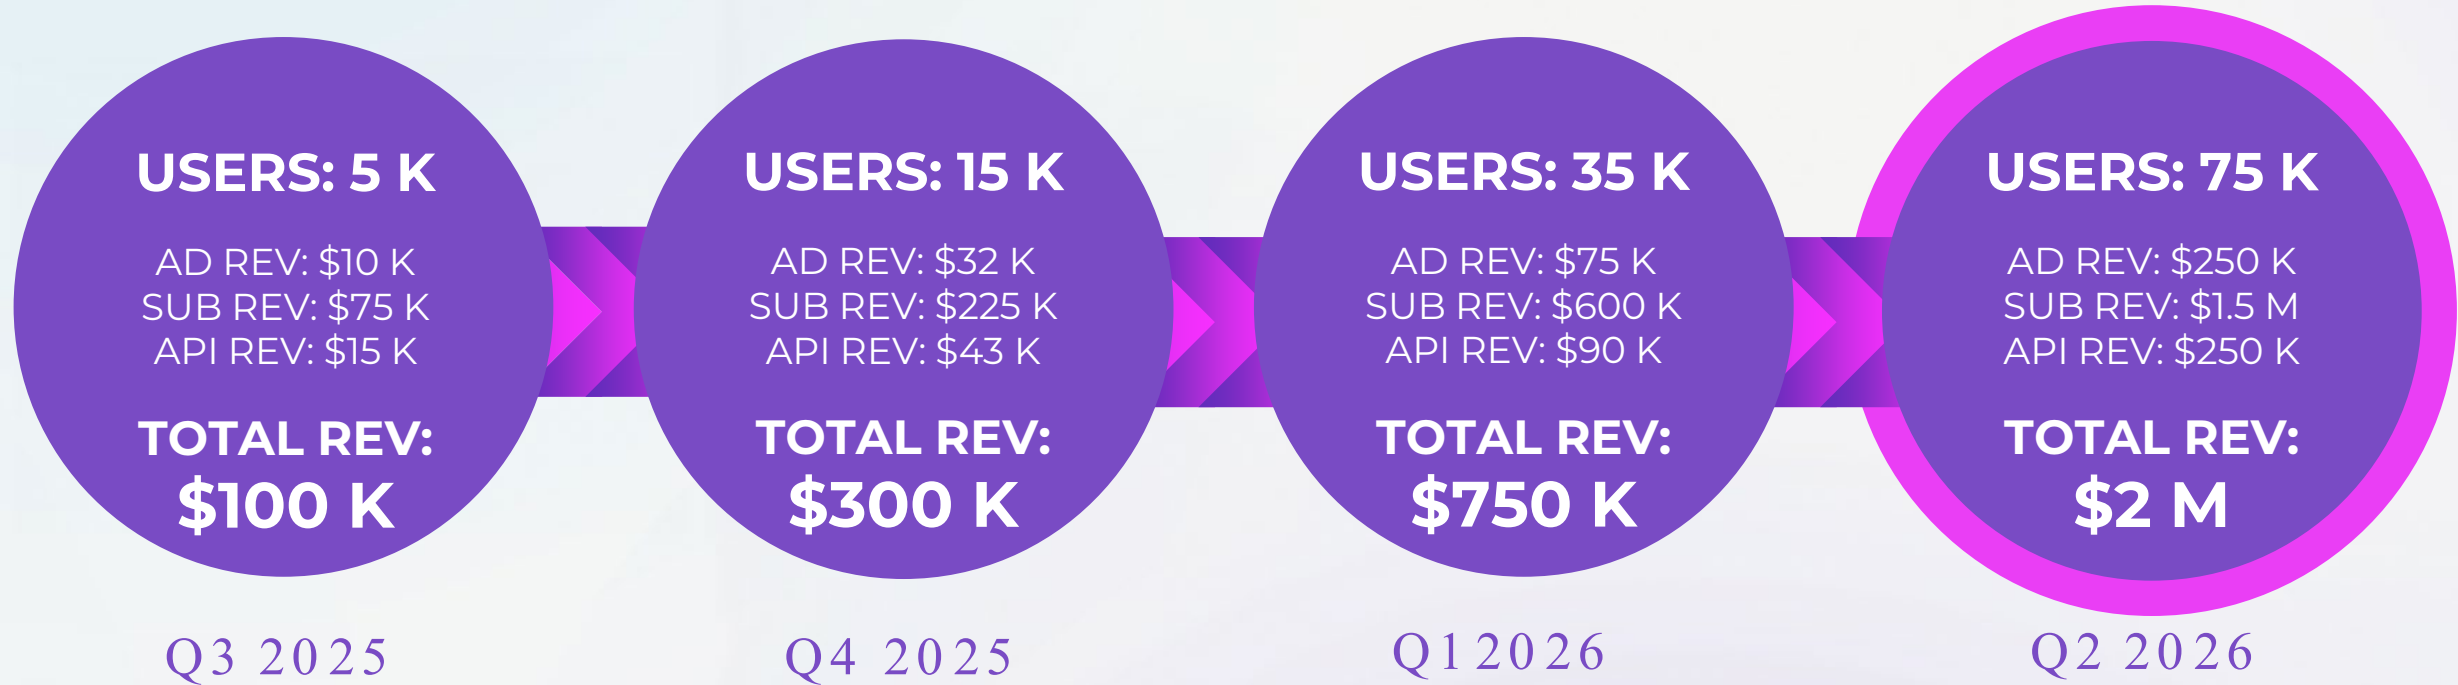 USERS: 5 K
AD REV: $10 K
SUB REV: $75 K
API REV: $15 K
TOTAL REV:
$100 K
Q3 2025
USERS: 15 K
AD REV: $32 K
SUB REV: $225 K
API REV: $43 K
TOTAL REV:
$300 K
Q4 2025
USERS: 35 K
AD REV: $75 K
SUB REV: $600 K
API REV: $90 K
TOTAL REV:
$750 K
Q1 2026
USERS: 75 K
AD REV: $250 K
SUB REV: $1.5 M
API REV: $250 K
TOTAL REV:
$2 M
Q2 2026